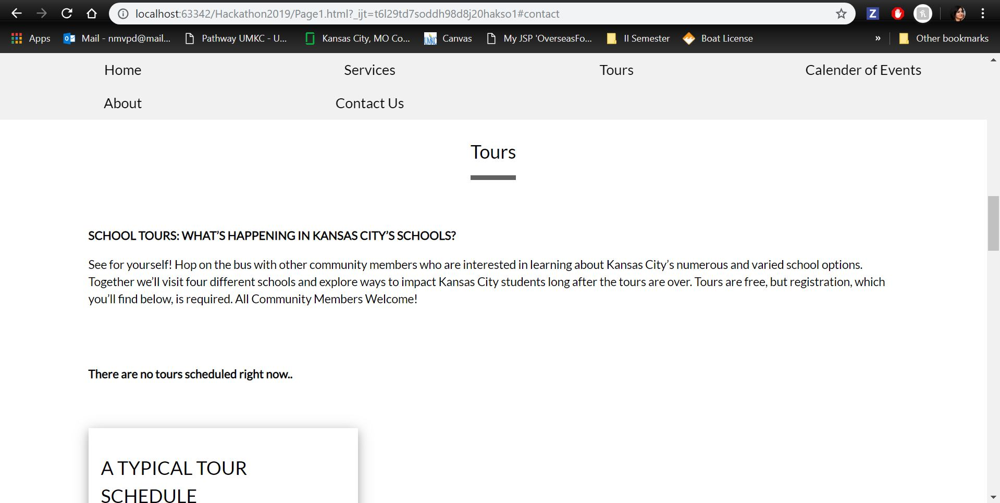 localhost:63342/Hackathon2019/Page1.html?_ijt=t6l29td7soddh98d8j20hakso1#contact
Z
h
Apps Mail - nmvpd@mail... Pathway UMKC - U... Kansas City, MO Co... UMKC Canvas My JSP 'OverseasFo... II Semester Boat License » Other bookmarks
Home Services Tours Calender of Events
About Contact Us
Tours
SCHOOL TOURS: WHAT’S HAPPENING IN KANSAS CITY’S SCHOOLS?
See for yourself! Hop on the bus with other community members who are interested in learning about Kansas City’s numerous and varied school options.
Together we’ll visit four different schools and explore ways to impact Kansas City students long after the tours are over. Tours are free, but registration, which
you’ll find below, is required. All Community Members Welcome!
There are no tours scheduled right now..
A TYPICAL TOUR
SCHEDULE